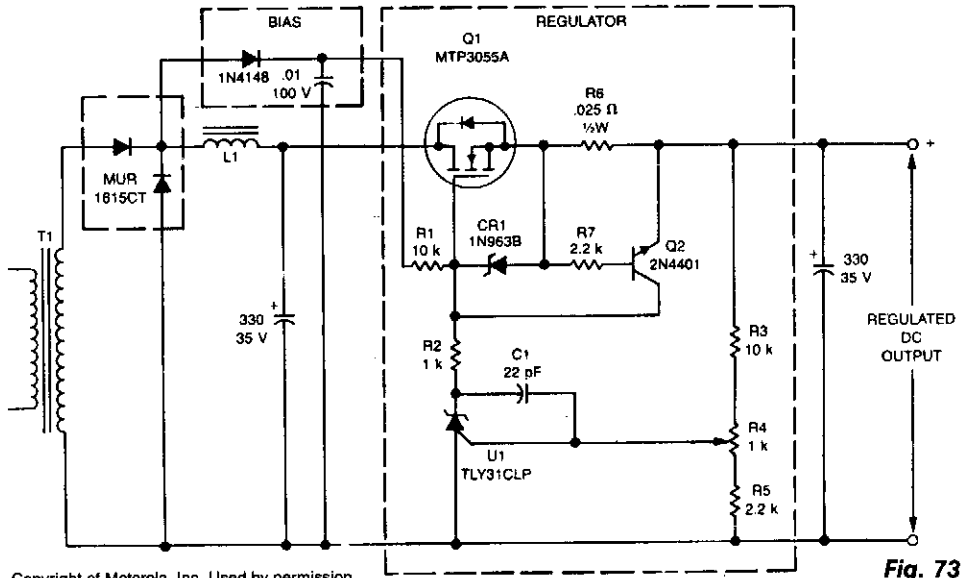 BIAS
REGULATOR
Q1
MTP3055A
1N4148
.01
100 V
R6
.025 Ω
½W
+
L1
MUR
1615CT
T1
R1
10 k
CR1
1N963B
R7
2.2 k
Q2
2N4401
+
330
35 V
+
330
35 V
R2
1 k
C1
22 pF
R3
10 k
REGULATED
DC
OUTPUT
R4
1 k
U1
TLY31CLP
R5
2.2 k
Copyright of Motorola, Inc. Used by permission.
Fig. 73